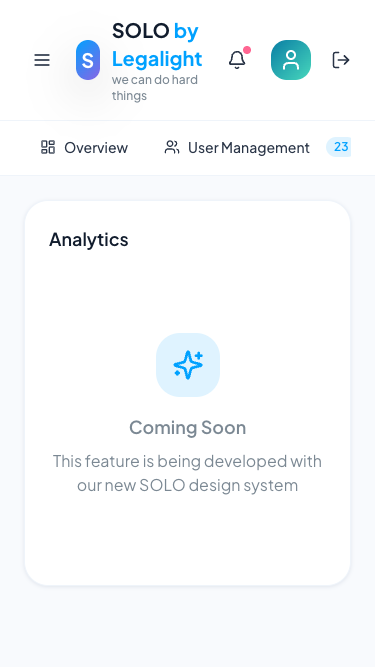 S
SOLO by
Legalight
we can do hard
things
Overview
User Management
23
Analytics
Coming Soon
This feature is being developed with
our new SOLO design system